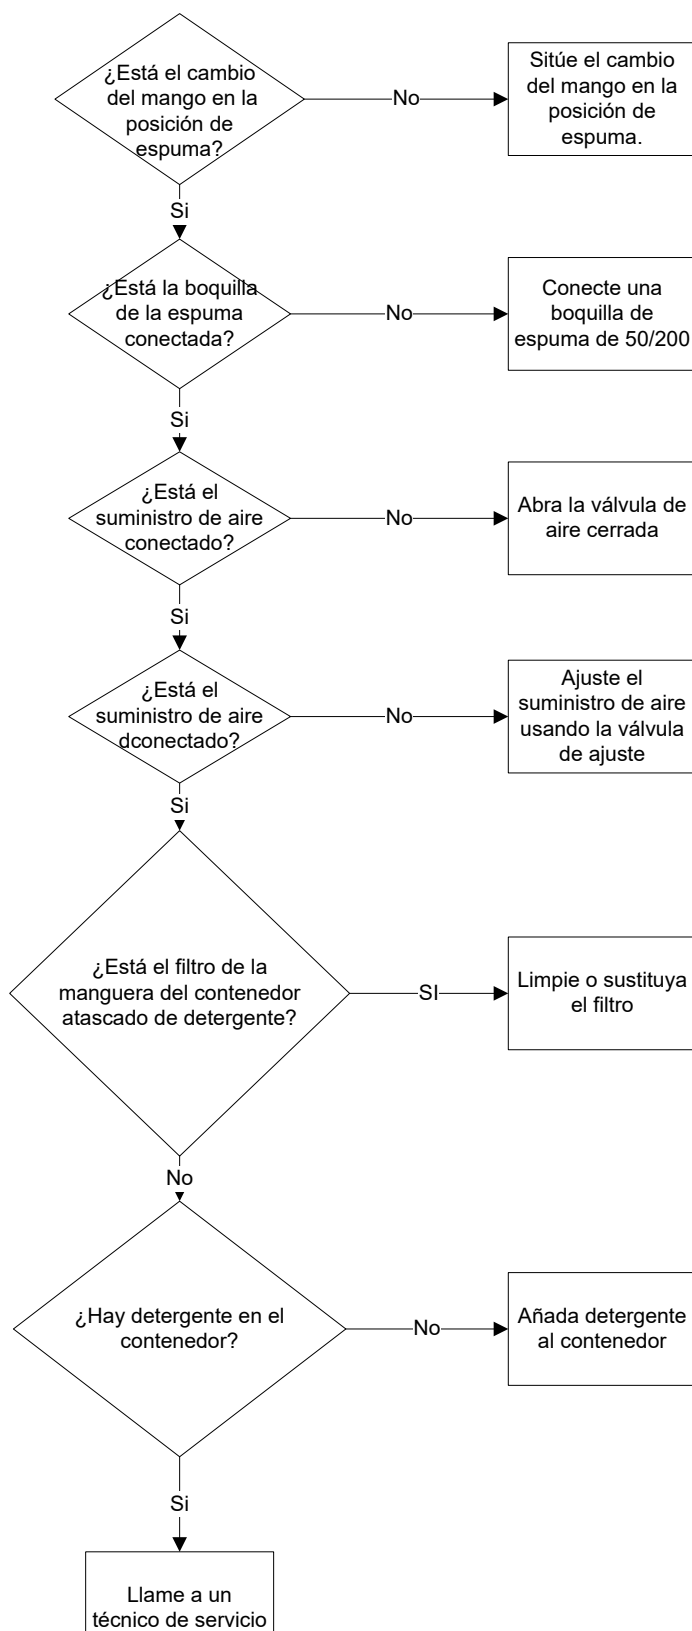 ¿Está el cambio
del mango en la
posición de
espuma?
No
Sitúe el cambio
del mango en la
posición de
espuma.
Si
¿Está la boquilla
de la espuma
conectada?
No
Conecte una
boquilla de
espuma de 50/200
Si
¿Está el
suministro de aire
conectado?
No
Abra la válvula de
aire cerrada
Si
¿Está el
suministro de aire
dconectado?
No
Ajuste el
suministro de aire
usando la válvula
de ajuste
Si
¿Está el filtro de la
manguera del contenedor
atascado de detergente?
SI
Limpie o sustituya
el filtro
No
¿Hay detergente en el
contenedor?
No
Añada detergente
al contenedor
Si
Llame a un
técnico de servicio